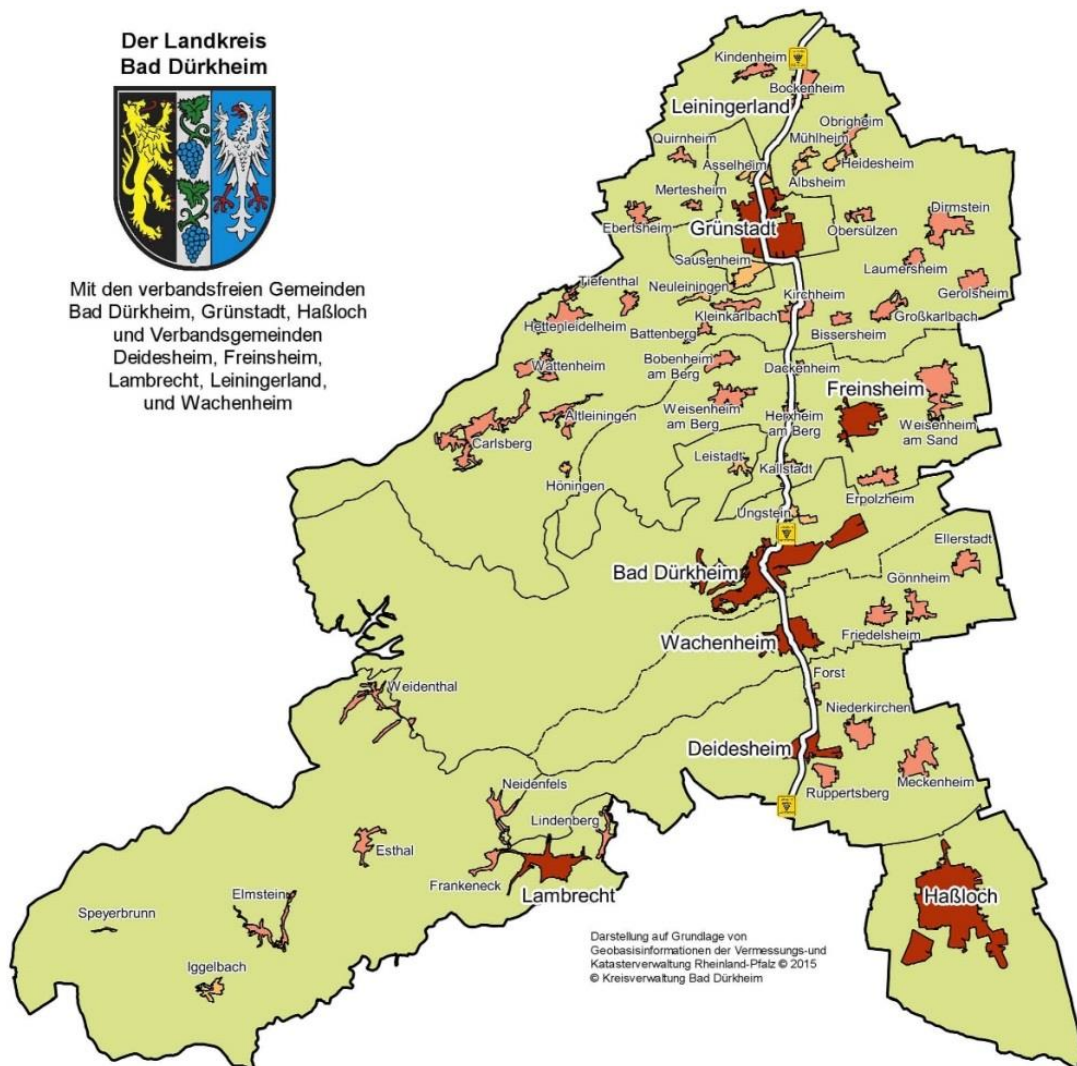 Der Landkreis
Bad Dürkheim
Mit den verbandsfreien Gemeinden
Bad Dürkheim, Grünstadt, Haßloch
und Verbandsgemeinden
Deidesheim, Freinsheim,
Lambrecht, Leiningerland,
und Wachenheim
Kindenheim
Bockenheim
Leiningerland
Obrigheim
Mühlheim
Quirnheim
Asselheim
Heidesheim
Albsheim
Mertesheim
Dirmstein
Ebertsheim
Grünstadt
Obersülzen
Sausenheim
Laumersheim
Tiefenthal
Neuleiningen
Kirchheim
Gerolsheim
Hettenleidelheim
Kleinkarlbach
Großkarlbach
Battenberg
Bissersheim
Wattenheim
Bobenheim
am Berg
Dackenheim
Freinsheim
Altleiningen
Weisenheim
am Berg
Herxheim
am Berg
Weisenheim
am Sand
Carlsberg
Leistadt
Kallstadt
Höningen
Erpolzheim
Ungstein
Ellerstadt
Bad Dürkheim
Gönnheim
Wachenheim
Friedelsheim
Forst
Weidenthal
Niederkirchen
Deidesheim
Meckenheim
Ruppertsberg
Neidenfels
Lindenberg
Esthal
Frankeneck
Lambrecht
Haßloch
Elmstein
Speyerbrunn
Iggelbach
Darstellung auf Grundlage von
Geobasisinformationen der Vermessungs-und
Katasterverwaltung Rheinland-Pfalz © 2015
© Kreisverwaltung Bad Dürkheim